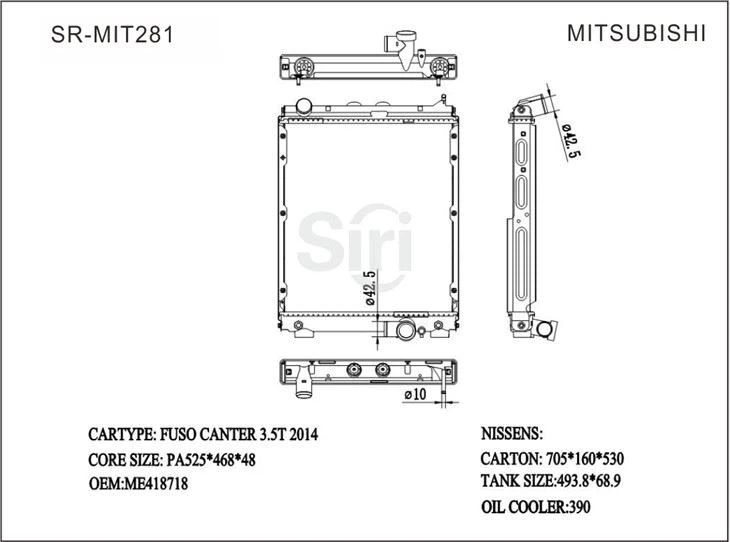 SR-MIT281
MITSUBISHI
ø42.5
Siri
ø42.5
ø10
CARTYPE: FUSO CANTER 3.5T 2014
CORE SIZE: PA525*468*48
OEM:ME418718
NISSENS:
CARTON: 705*160*530
TANK SIZE:493.8*68.9
OIL COOLER:390